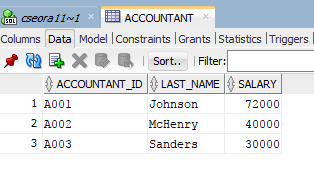 SQL cseora11~1 ACCOUNTANT
Columns Data Model Constraints Grants Statistics Triggers
Sort.. Filter:
ACCOUNTANT_ID LAST_NAME SALARY
1 A001 Johnson 72000
2 A002 McHenry 40000
3 A003 Sanders 30000